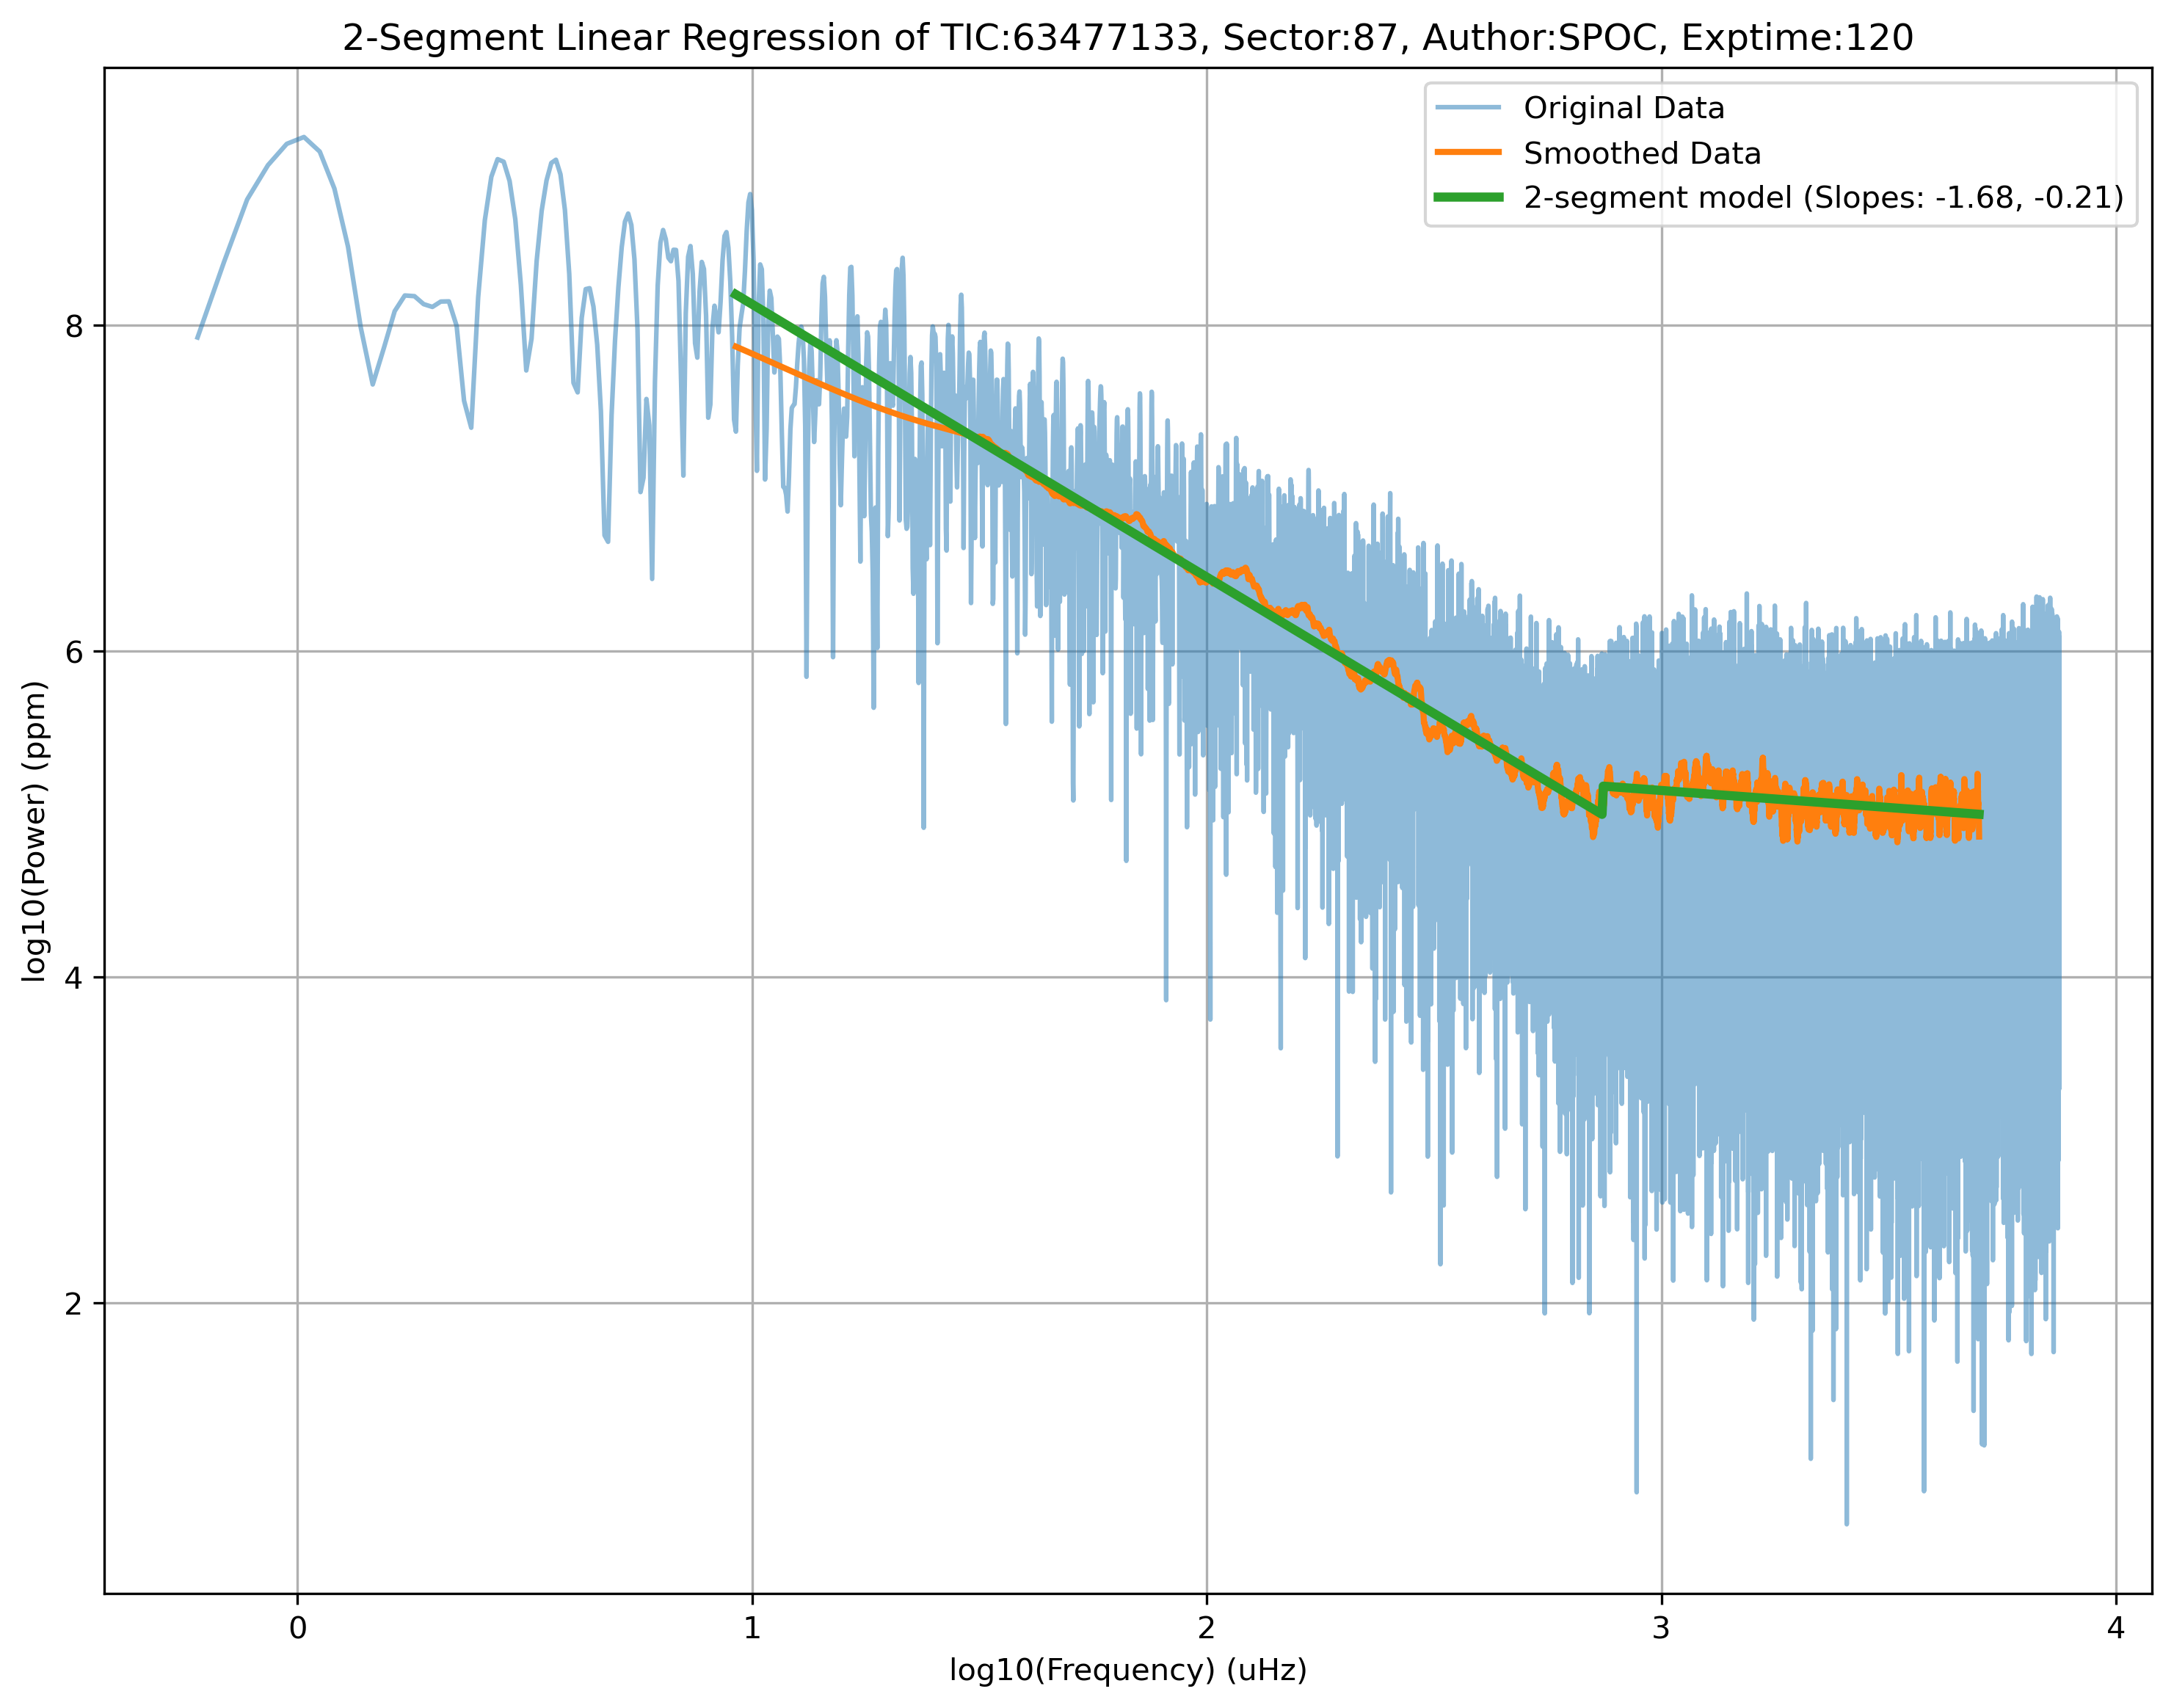 2-Segment Linear Regression of TIC:63477133, Sector:87, Author:SPOC, Exptime:120
Original Data
Smoothed Data
2-segment model (Slopes: -1.68, -0.21)
log10(Power) (ppm)
8
6
4
2
0
1
2
3
4
log10(Frequency) (uHz)